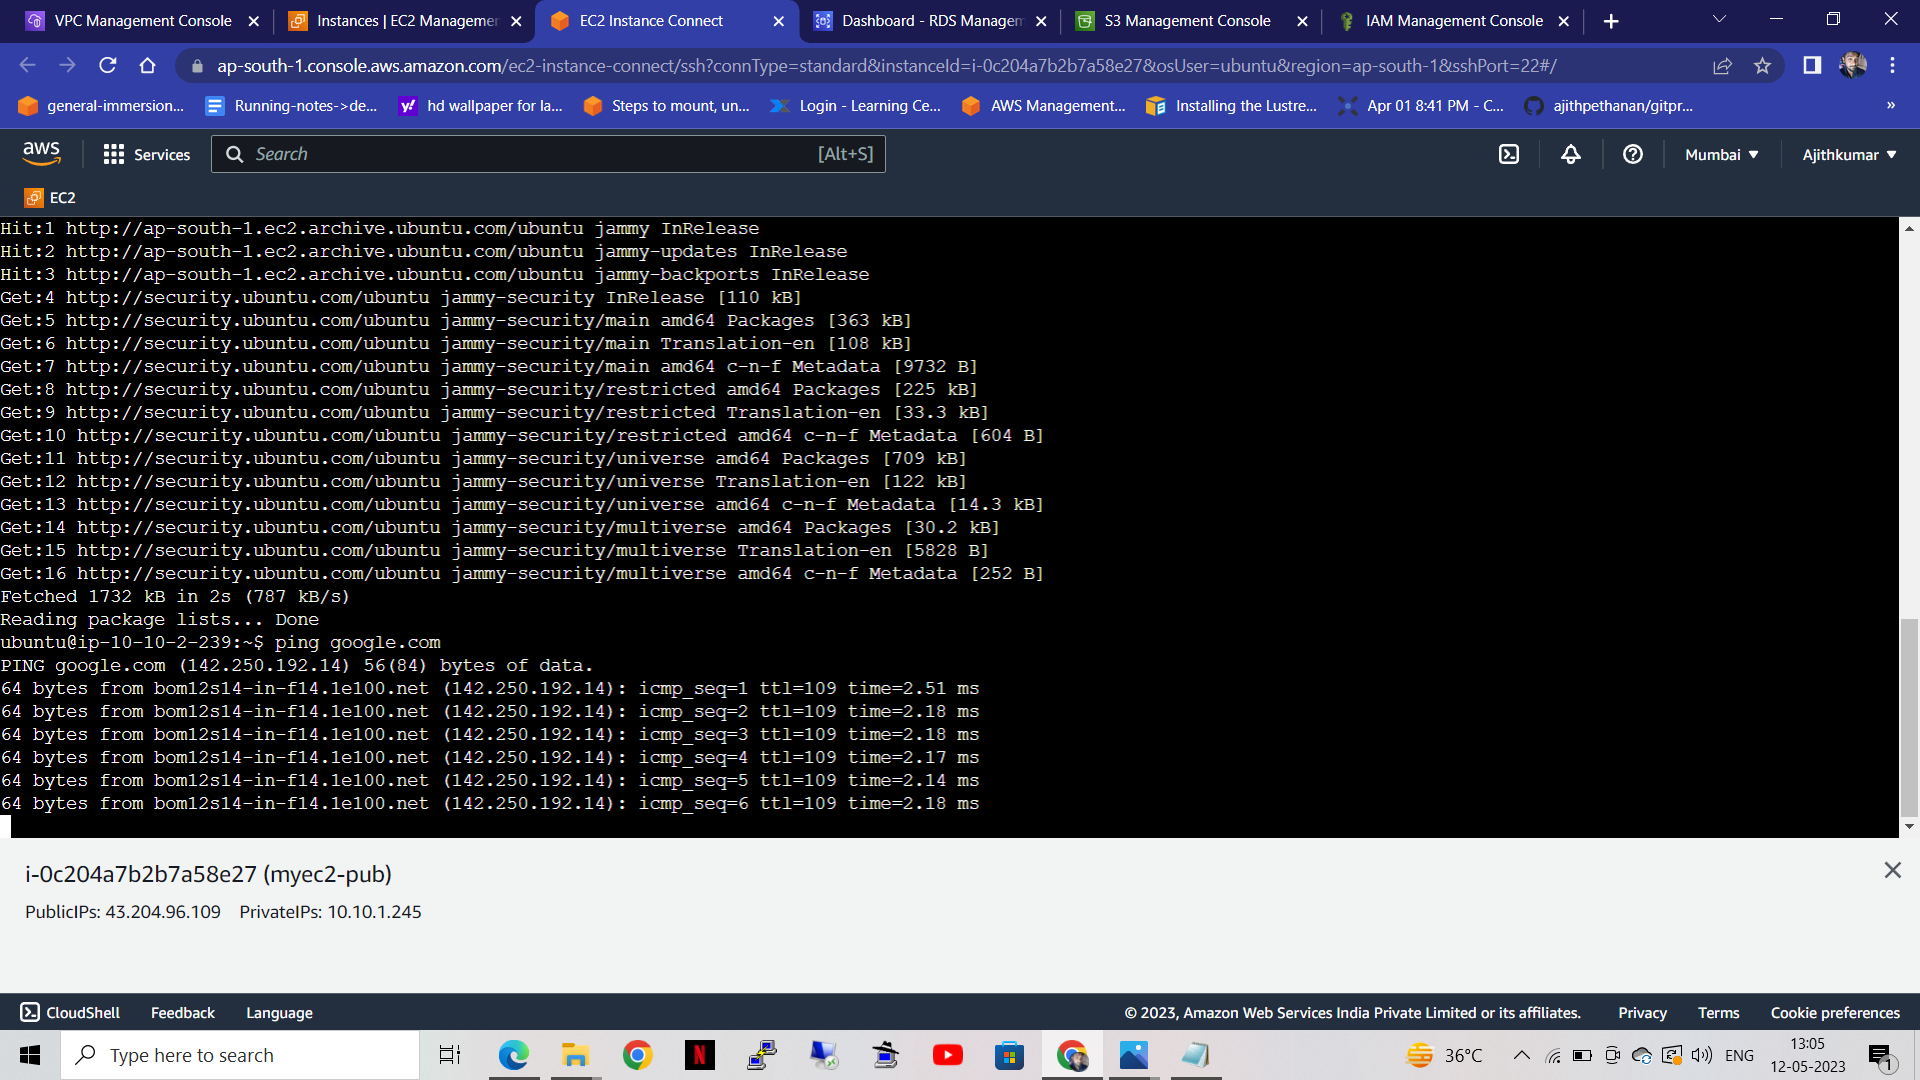 VPC Management Console
Instances | EC2 Managemen
EC2 Instance Connect
Dashboard - RDS Managem
S3 Management Console
IAM Management Console
ap-south-1.console.aws.amazon.com/ec2-instance-connect/ssh?connType=standard&instanceId=i-0c204a7b2b7a58e27&osUser=ubuntu&region=ap-south-1&sshPort=22#/
general-immersion...
Running-notes->de...
hd wallpaper for la...
Steps to mount, un...
Login - Learning Ce...
AWS Management...
Installing the Lustre...
Apr 01 8:41 PM - C...
ajithpethanan/gitpr...
»
aws
Services
Search
[Alt+S]
Mumbai
Ajithkumar
EC2
Hit:1 http://ap-south-1.ec2.archive.ubuntu.com/ubuntu jammy InRelease
Hit:2 http://ap-south-1.ec2.archive.ubuntu.com/ubuntu jammy-updates InRelease
Hit:3 http://ap-south-1.ec2.archive.ubuntu.com/ubuntu jammy-backports InRelease
Get:4 http://security.ubuntu.com/ubuntu jammy-security InRelease [110 kB]
Get:5 http://security.ubuntu.com/ubuntu jammy-security/main amd64 Packages [363 kB]
Get:6 http://security.ubuntu.com/ubuntu jammy-security/main Translation-en [108 kB]
Get:7 http://security.ubuntu.com/ubuntu jammy-security/main amd64 c-n-f Metadata [9732 B]
Get:8 http://security.ubuntu.com/ubuntu jammy-security/restricted amd64 Packages [225 kB]
Get:9 http://security.ubuntu.com/ubuntu jammy-security/restricted Translation-en [33.3 kB]
Get:10 http://security.ubuntu.com/ubuntu jammy-security/restricted amd64 c-n-f Metadata [604 B]
Get:11 http://security.ubuntu.com/ubuntu jammy-security/universe amd64 Packages [709 kB]
Get:12 http://security.ubuntu.com/ubuntu jammy-security/universe Translation-en [122 kB]
Get:13 http://security.ubuntu.com/ubuntu jammy-security/universe amd64 c-n-f Metadata [14.3 kB]
Get:14 http://security.ubuntu.com/ubuntu jammy-security/multiverse amd64 Packages [30.2 kB]
Get:15 http://security.ubuntu.com/ubuntu jammy-security/multiverse Translation-en [5828 B]
Get:16 http://security.ubuntu.com/ubuntu jammy-security/multiverse amd64 c-n-f Metadata [252 B]
Fetched 1732 kB in 2s (787 kB/s)
Reading package lists... Done
ubuntu@ip-10-10-2-239:~$ ping google.com
PING google.com (142.250.192.14) 56(84) bytes of data.
64 bytes from bom12s14-in-f14.1e100.net (142.250.192.14): icmp_seq=1 ttl=109 time=2.51 ms
64 bytes from bom12s14-in-f14.1e100.net (142.250.192.14): icmp_seq=2 ttl=109 time=2.18 ms
64 bytes from bom12s14-in-f14.1e100.net (142.250.192.14): icmp_seq=3 ttl=109 time=2.18 ms
64 bytes from bom12s14-in-f14.1e100.net (142.250.192.14): icmp_seq=4 ttl=109 time=2.17 ms
64 bytes from bom12s14-in-f14.1e100.net (142.250.192.14): icmp_seq=5 ttl=109 time=2.14 ms
64 bytes from bom12s14-in-f14.1e100.net (142.250.192.14): icmp_seq=6 ttl=109 time=2.18 ms
i-0c204a7b2b7a58e27 (myec2-pub)
PublicIPs: 43.204.96.109 PrivateIPs: 10.10.1.245
CloudShell
Feedback
Language
© 2023, Amazon Web Services India Private Limited or its affiliates.
Privacy
Terms
Cookie preferences
Type here to search
36°C
ENG
13:05
12-05-2023
1